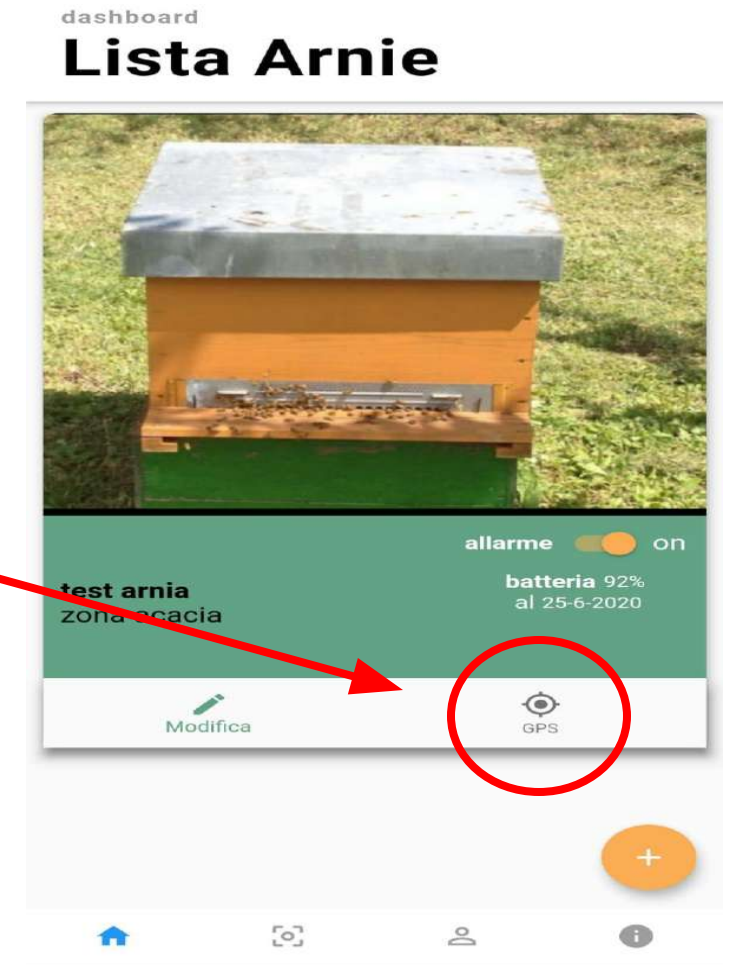 dashboard
Lista Arnie
allarme on
batteria 92%
al 25-6-2020
test arnia
zona acacia
Modifica
GPS